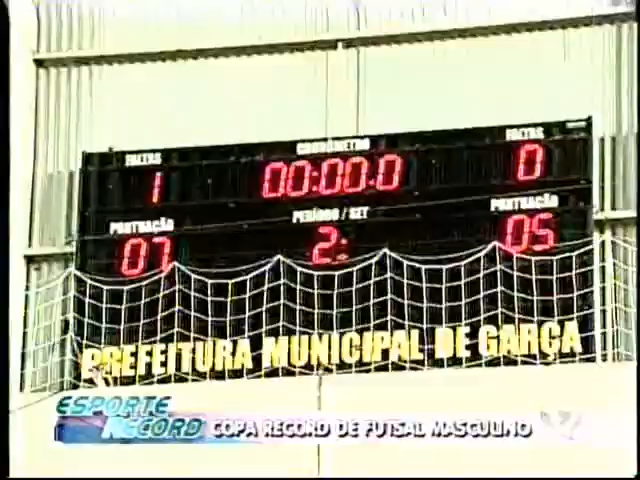 FALTAS CRONÔMETRO FALTAS
1 00:00.0 0
PONTUAÇÃO PERÍODO / SET PONTUAÇÃO
07 2: 05
PREFEITURA MUNICIPAL DE GARÇA
ESPORTE
RECORD COPA RECORD DE FUTSAL MASCULINO